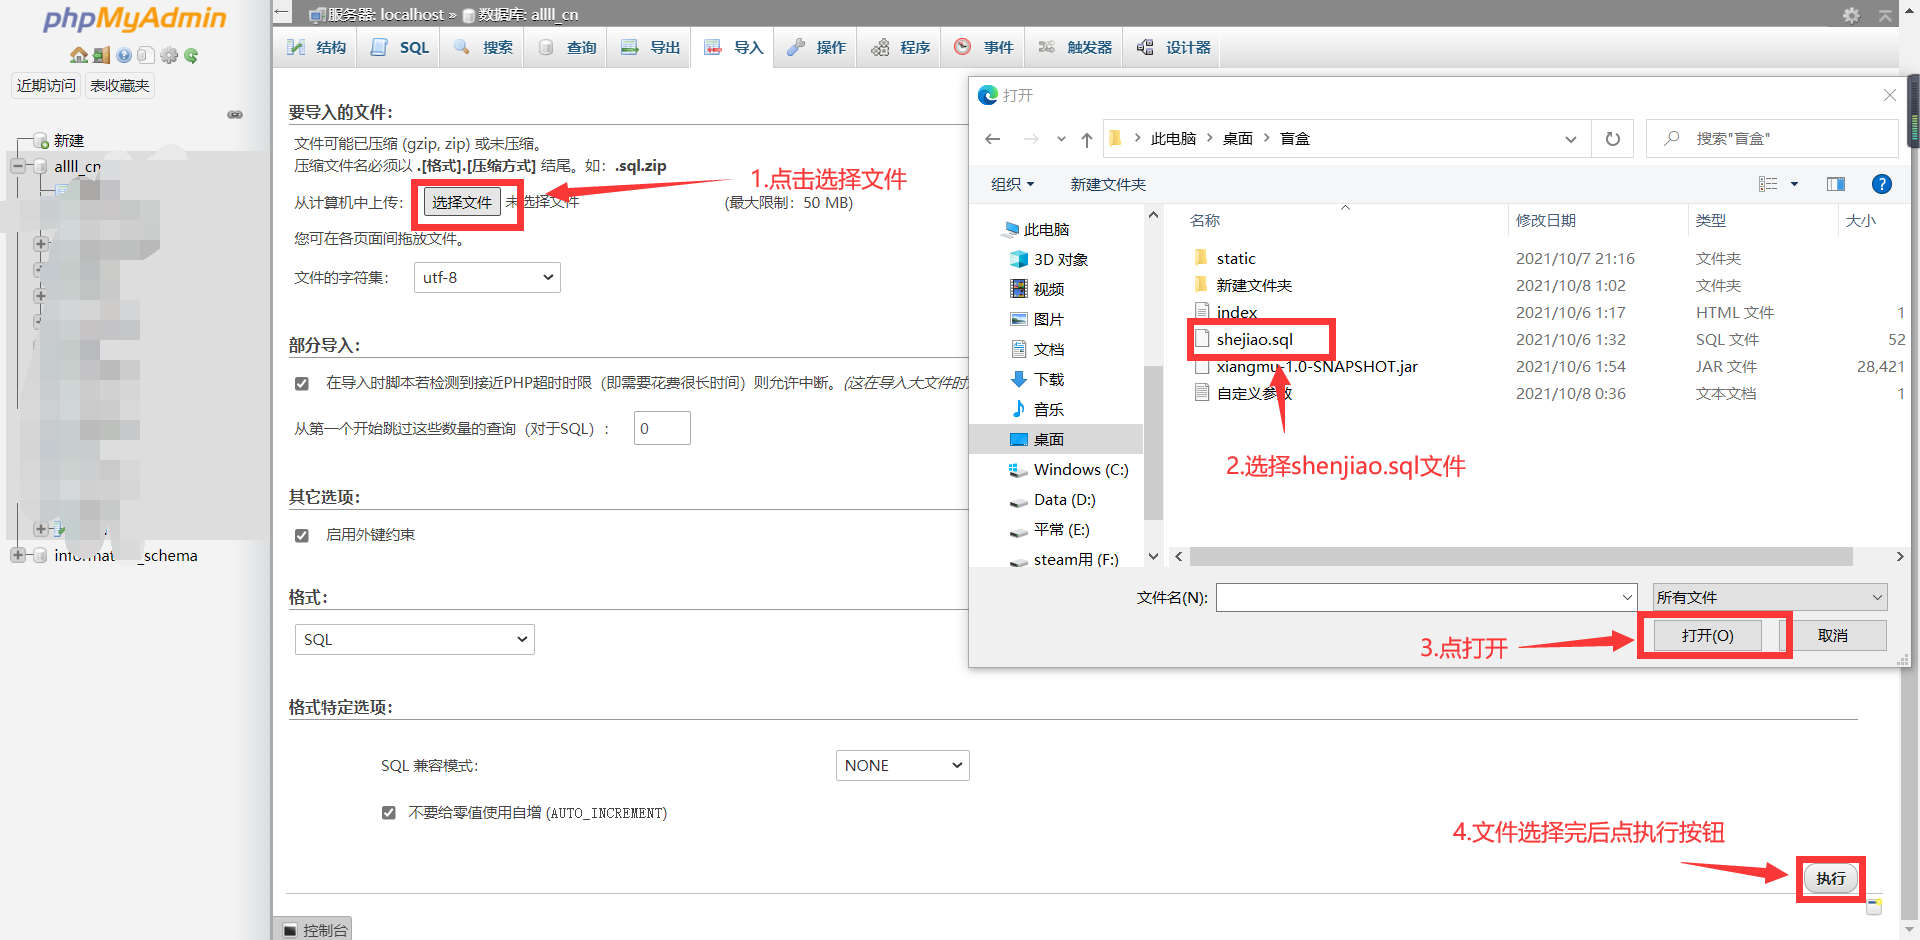 phpMyAdmin
近期访问 表收藏夹
新建
allll_cn
schema
服务器: localhost » 数据库: allll_cn
结构 SQL 搜索 查询 导出 导入 操作 程序 事件 触发器 设计器
要导入的文件：
文件可能已压缩 (gzip, zip) 或未压缩。
压缩文件名必须以 .[格式].[压缩方式] 结尾。如：.sql.zip
从计算机中上传： 选择文件 未选择文件 (最大限制：50 MB)
1.点击选择文件
您可在各页面间拖放文件。
文件的字符集： utf-8
部分导入：
在导入时脚本若检测到接近PHP超时时限（即需要花费很长时间）则允许中断。(这在导入大文件时
从第一个开始跳过这些数量的查询（对于SQL）： 0
其它选项：
启用外键约束
格式：
SQL
格式特定选项：
SQL 兼容模式： NONE
不要给零值使用自增 (AUTO_INCREMENT)
4.文件选择完后点执行按钮
执行
控制台
打开
此电脑 桌面 盲盒
搜索"盲盒"
组织 新建文件夹
此电脑
3D 对象
视频
图片
文档
下载
音乐
桌面
Windows (C:)
Data (D:)
平常 (E:)
steam用 (F:)
名称 修改日期 类型 大小
static 2021/10/7 21:16 文件夹
新建文件夹 2021/10/8 1:02 文件夹
index 2021/10/6 1:17 HTML 文件 1
shejiao.sql 2021/10/6 1:32 SQL 文件 52
xiangmu-1.0-SNAPSHOT.jar 2021/10/6 1:54 JAR 文件 28,421
自定义参数 2021/10/8 0:36 文本文档 1
2.选择shenjiao.sql文件
文件名(N): 所有文件
3.点打开
打开(O) 取消